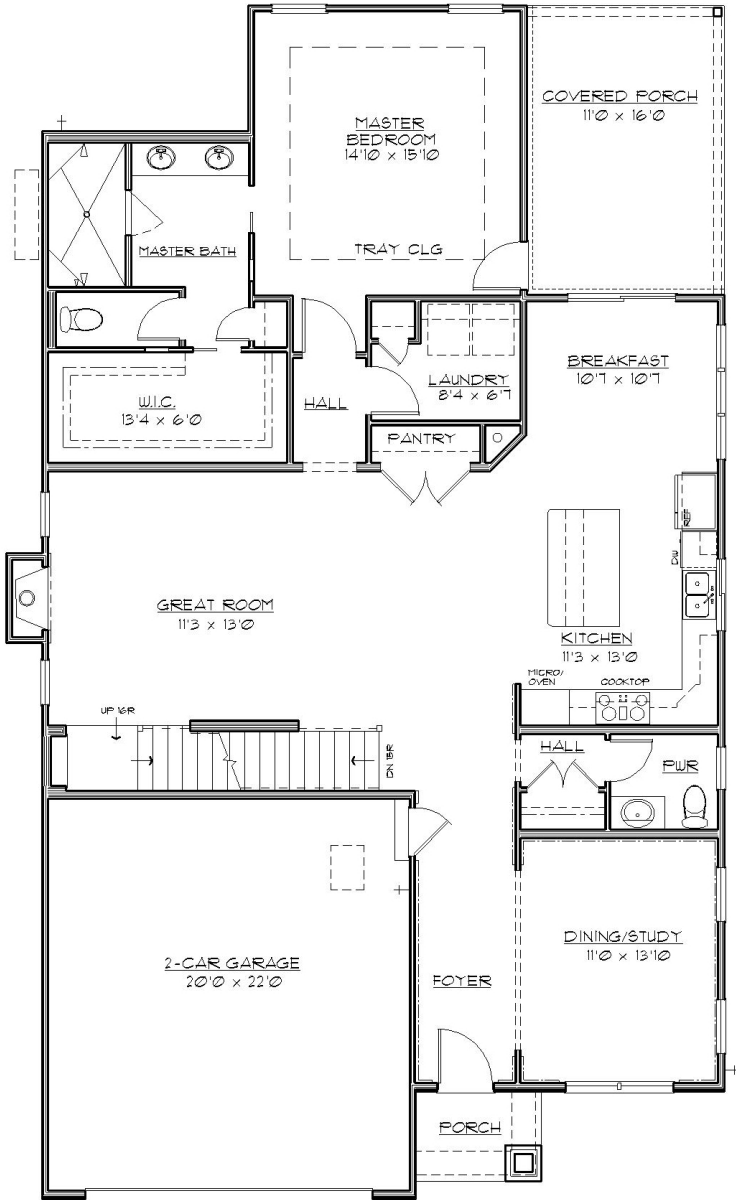 COVERED PORCH
11'0 x 16'0
MASTER
BEDROOM
14'10 x 15'10
TRAY CLG
MASTER BATH
BREAKFAST
10'7 x 10'7
LAUNDRY
8'4 x 6'7
W.I.C.
13'4 x 6'0
HALL
PANTRY
REF
DW
GREAT ROOM
11'3 x 13'0
KITCHEN
11'3 x 13'0
MICRO/
OVEN
COOKTOP
UP 16R
DN 15R
HALL
PWR
DINING/STUDY
11'0 x 13'10
2-CAR GARAGE
20'0 x 22'0
FOYER
PORCH